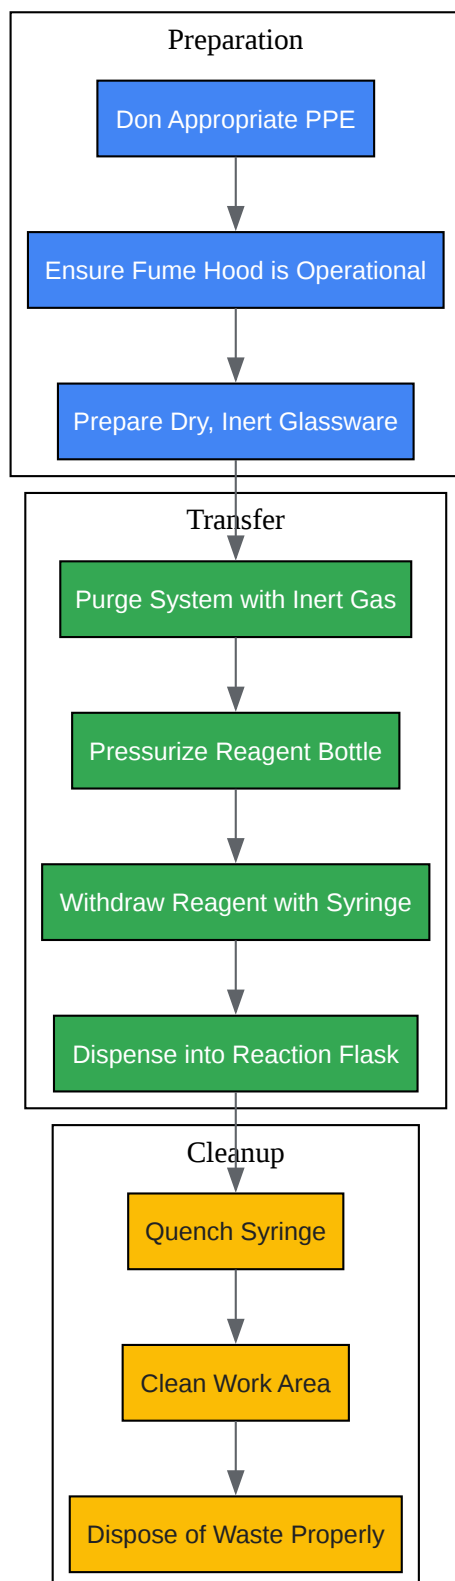 Preparation
Don Appropriate PPE
Ensure Fume Hood is Operational
Prepare Dry, Inert Glassware
Transfer
Purge System with Inert Gas
Pressurize Reagent Bottle
Withdraw Reagent with Syringe
Dispense into Reaction Flask
Cleanup
Quench Syringe
Clean Work Area
Dispose of Waste Properly